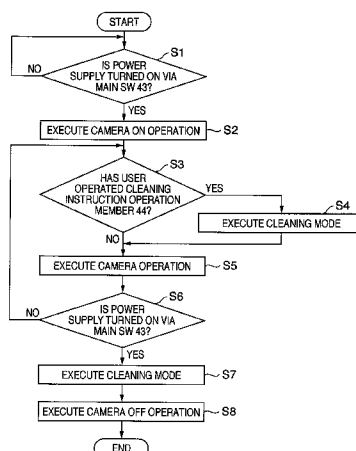 START
S1
IS POWER
SUPPLY TURNED ON VIA
MAIN SW 43?
NO
YES
EXECUTE CAMERA ON OPERATION
S2
S3
HAS USER
OPERATED CLEANING
INSTRUCTION OPERATION
MEMBER 44?
YES
S4
EXECUTE CLEANING MODE
NO
EXECUTE CAMERA OPERATION
S5
S6
IS POWER
SUPPLY TURNED ON VIA
MAIN SW 43?
NO
YES
EXECUTE CLEANING MODE
S7
EXECUTE CAMERA OFF OPERATION
S8
END